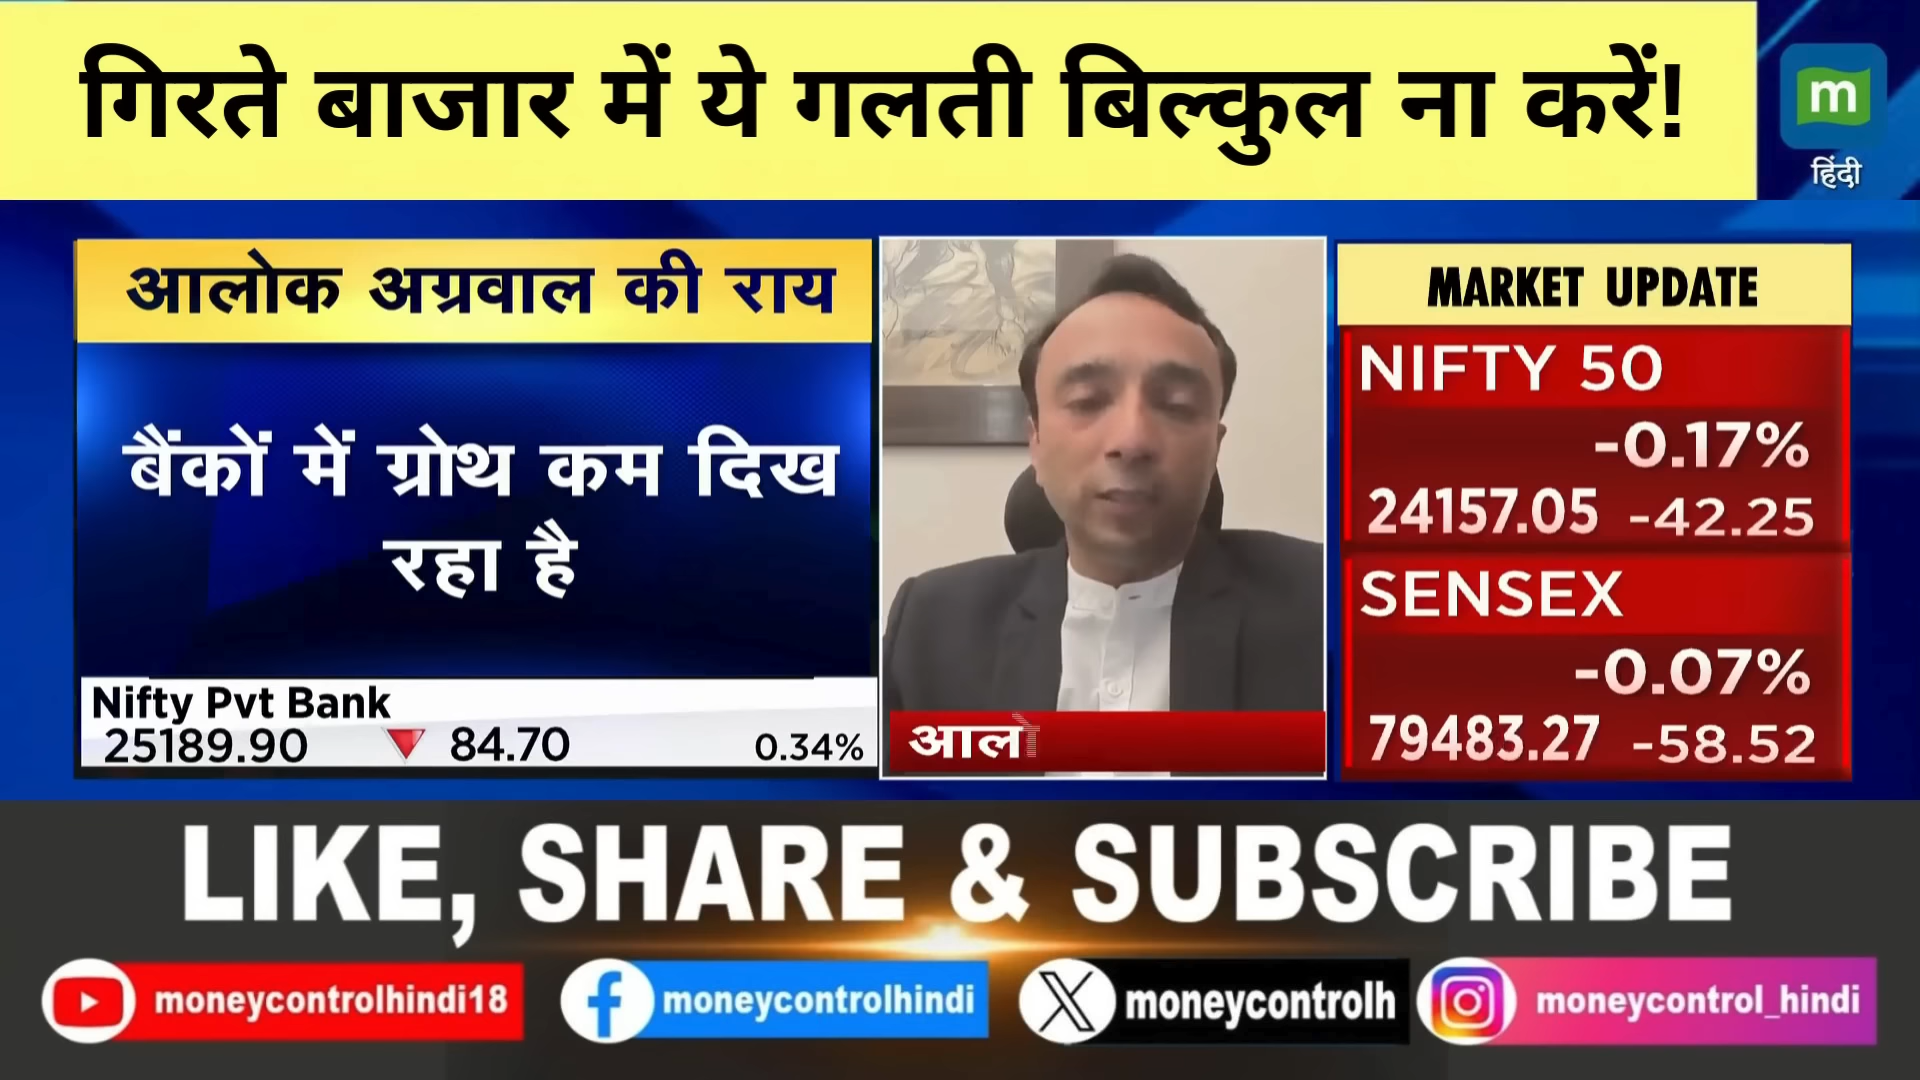 गिरते बाजार में ये गलती बिल्कुल ना करें!
m
हिंदी
आलोक अग्रवाल की राय
बैंकों में ग्रोथ कम दिख
रहा है
Nifty Pvt Bank
25189.90 84.70 0.34%
MARKET UPDATE
NIFTY 50
-0.17%
24157.05 -42.25
SENSEX
-0.07%
79483.27 -58.52
LIKE, SHARE & SUBSCRIBE
moneycontrolhindi18
moneycontrolhindi
moneycontrolh
moneycontrol_hindi